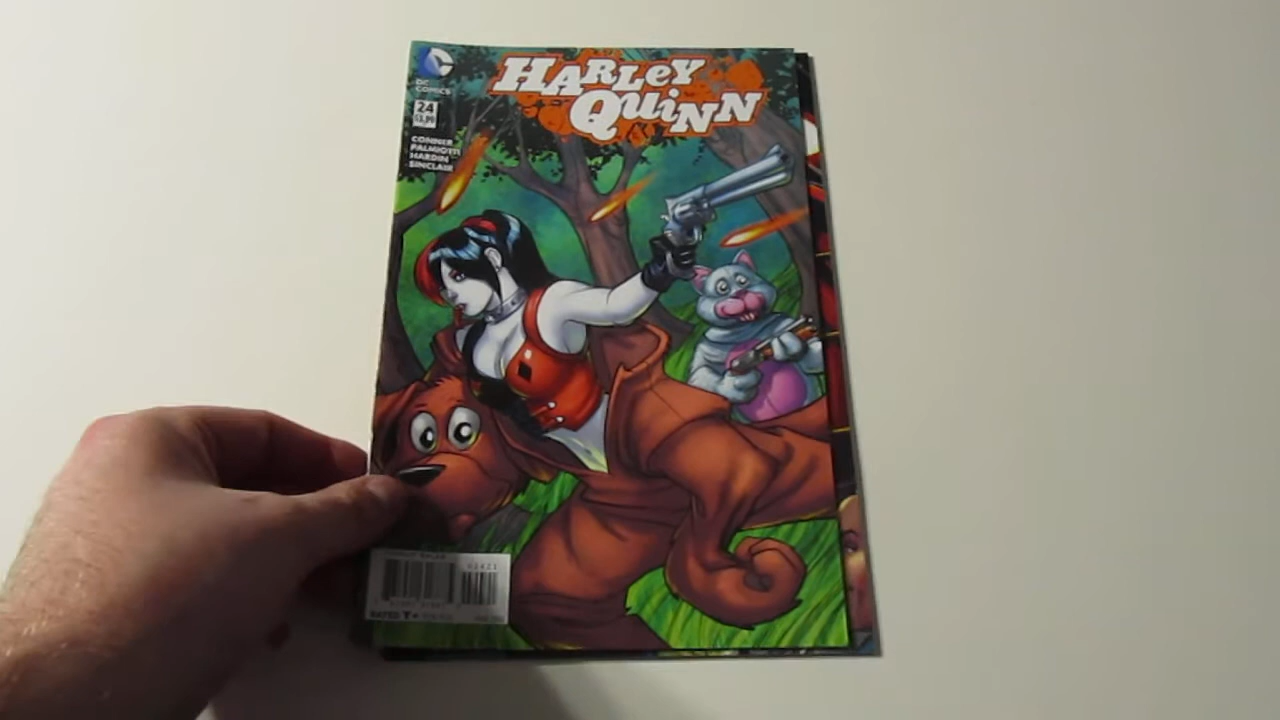 DC
COMICS
24
$3.99
CONNER
PALMIOTTI
HARDIN
SINCLAIR
HARLEY
QUINN
RATED T+